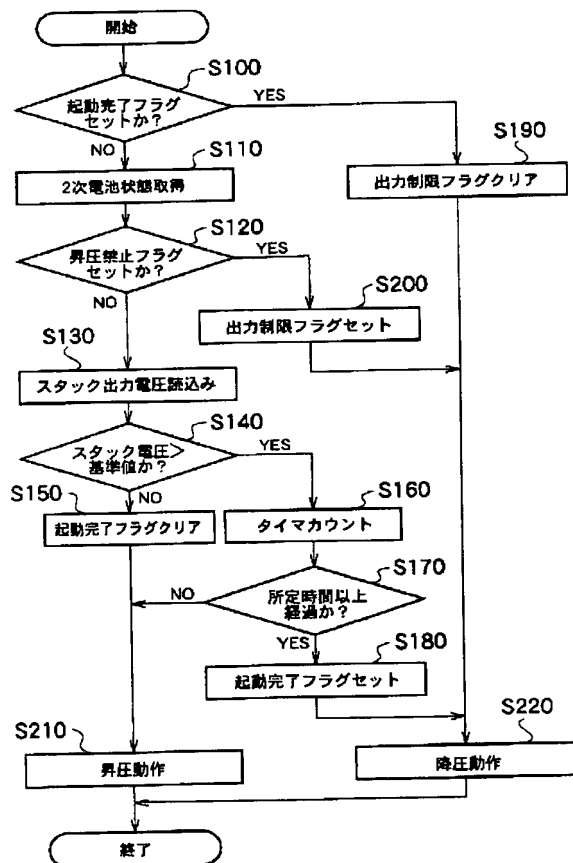 開始
S100
起動完了フラグ
セットか？
YES
NO
S110
S190
2次電池状態取得
出力制限フラグクリア
S120
昇圧禁止フラグ
セットか？
YES
NO
S200
出力制限フラグセット
S130
スタック出力電圧読込み
S140
スタック電圧＞
基準値か？
YES
NO
S150
S160
起動完了フラグクリア
タイマカウント
S170
所定時間以上
経過か？
NO
YES
S180
起動完了フラグセット
S210
S220
昇圧動作
降圧動作
終了